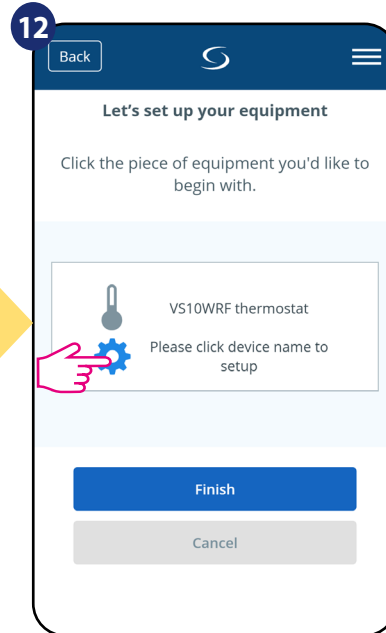 12
Back
Let’s set up your equipment
Click the piece of equipment you'd like to
begin with.
VS10WRF thermostat
Please click device name to
setup
Finish
Cancel